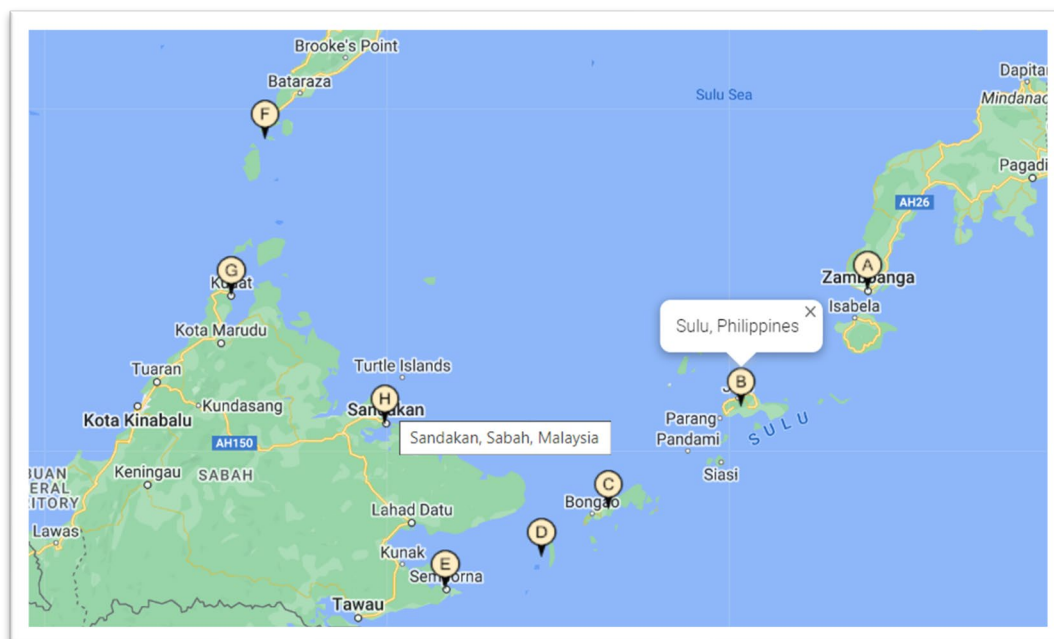 Brooke's Point
Bataraza
Sulu Sea
Dapitan
Mindanao
F
Pagadi
AH26
G
A
Kudat
Zamboanga
Isabela
Sulu, Philippines
Kota Marudu
Turtle Islands
Tuaran
B
H
Kundasang
Sandakan
Kota Kinabalu
Parang
SULU
AH150
Sandakan, Sabah, Malaysia
Pandami
Keningau
SABAH
Siasi
BUAN
ERAL
ITORY
C
Bongao
Lahad Datu
Lawas
D
Kunak
E
Semporna
Tawau